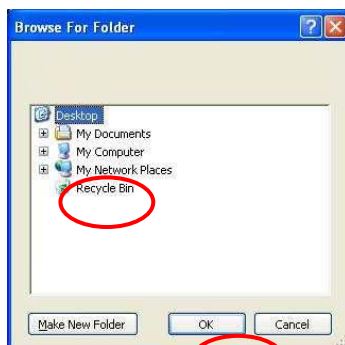 Browse For Folder
Desktop
My Documents
My Computer
My Network Places
Recycle Bin
Make New Folder OK Cancel